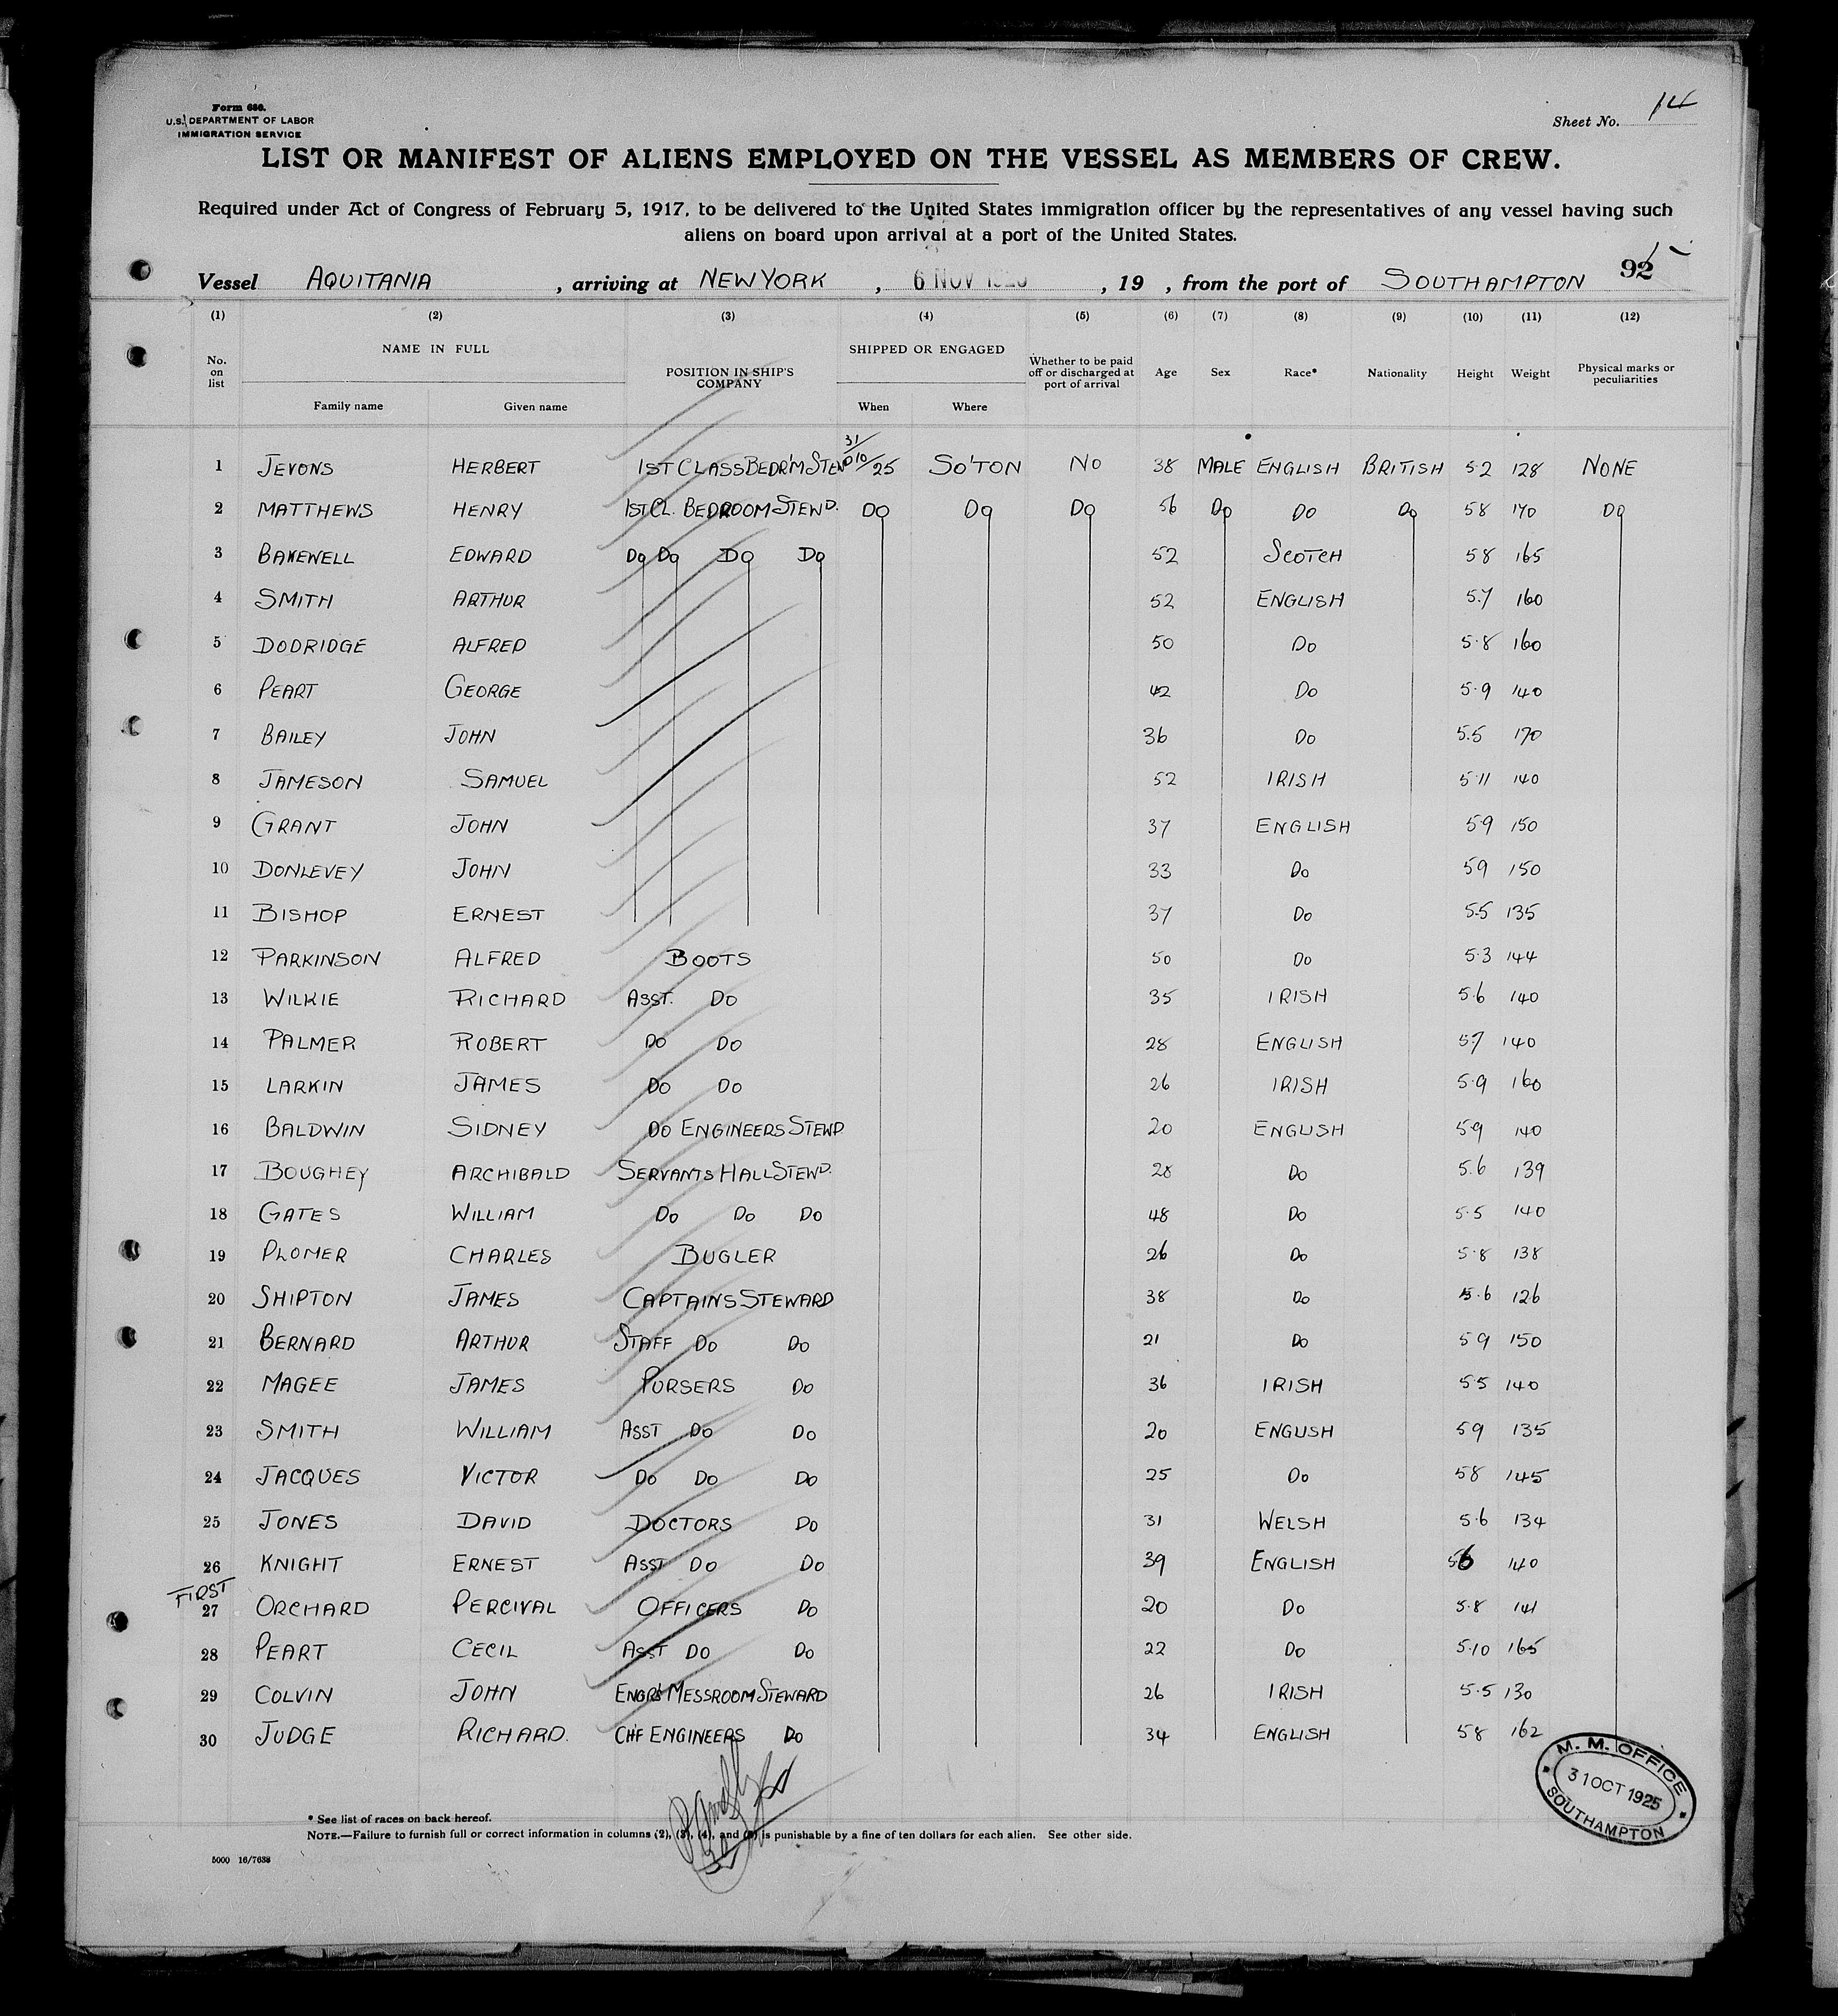 Form 680.
U.S. DEPARTMENT OF LABOR
IMMIGRATION SERVICE
Sheet No. 14
LIST OR MANIFEST OF ALIENS EMPLOYED ON THE VESSEL AS MEMBERS OF CREW.
Required under Act of Congress of February 5, 1917, to be delivered to the United States immigration officer by the representatives of any vessel having such
aliens on board upon arrival at a port of the United States.
92
Vessel AQUITANIA , arriving at NEW YORK , 6 NOV 1925 , 19 , from the port of SOUTHAMPTON
(1) (2) (3) (4) (5) (6) (7) (8) (9) (10) (11) (12)
No. on list NAME IN FULL Family name Given name POSITION IN SHIP'S COMPANY SHIPPED OR ENGAGED When Where Whether to be paid off or discharged at port of arrival Age Sex Race* Nationality Height Weight Physical marks or peculiarities
1 JEVONS HERBERT 1ST CLASS BEDR'M STEWD 31/10/25 SO'TON NO 38 MALE ENGLISH BRITISH 5·2 128 NONE
2 MATTHEWS HENRY 1ST CL. BEDROOM STEWD. DO DO DO 56 DO DO DO 58 170 DO
3 BAKEWELL EDWARD DO DO DO DO 52 SCOTCH 58 165
4 SMITH ARTHUR 52 ENGLISH 5.7 160
5 DODRIDGE ALFRED 50 DO 5·8 160
6 PEART GEORGE 42 DO 5·9 140
7 BAILEY JOHN 36 DO 5.5 170
8 JAMESON SAMUEL 52 IRISH 5·11 140
9 GRANT JOHN 37 ENGLISH 59 150
10 DONLEVEY JOHN 33 DO 59 150
11 BISHOP ERNEST 37 DO 5.5 135
12 PARKINSON ALFRED BOOTS 50 DO 5.3 144
13 WILKIE RICHARD ASST. DO 35 IRISH 5.6 140
14 PALMER ROBERT DO DO 28 ENGLISH 5.7 140
15 LARKIN JAMES DO DO 26 IRISH 5.9 160
16 BALDWIN SIDNEY DO ENGINEERS STEWD 20 ENGLISH 5.9 140
17 BOUGHEY ARCHIBALD SERVANTS HALL STEWD. 28 DO 5.6 139
18 GATES WILLIAM DO DO DO 48 DO 5.5 140
19 PLOMER CHARLES BUGLER 26 DO 5·8 138
20 SHIPTON JAMES CAPTAINS STEWARD 38 DO 5·6 126
21 BERNARD ARTHUR STAFF DO DO 21 DO 59 150
22 MAGEE JAMES PURSERS DO 36 IRISH 55 140
23 SMITH WILLIAM ASST DO DO 20 ENGLISH 59 135
24 JACQUES VICTOR DO DO DO 25 DO 58 145
25 JONES DAVID DOCTORS DO 31 WELSH 5·6 134
26 KNIGHT ERNEST ASST DO DO 39 ENGLISH 56 140
FIRST
27 ORCHARD PERCIVAL OFFICERS DO 20 DO 5·8 141
28 PEART CECIL ASST DO DO 22 DO 5·10 165
29 COLVIN JOHN ENGRS MESSROOM STEWARD 26 IRISH 5·5 130
30 JUDGE RICHARD. CHF ENGINEERS DO 34 ENGLISH 58 162
M. M. OFFICE
31 OCT 1925
SOUTHAMPTON
* See list of races on back hereof.
NOTE.—Failure to furnish full or correct information in columns (2), (3), (4), and (5) is punishable by a fine of ten dollars for each alien. See other side.
5000 16/7638